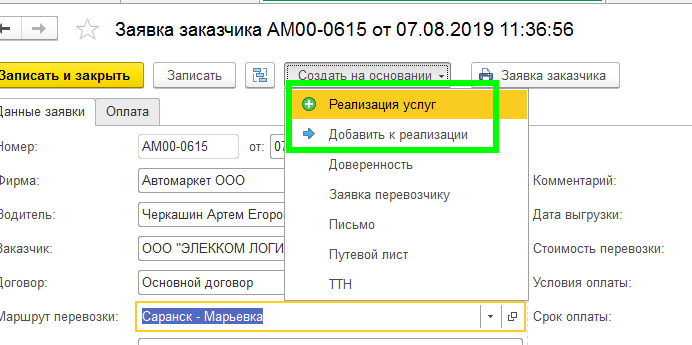 Заявка заказчика АМ00-0615 от 07.08.2019 11:36:56
Записать и закрыть Записать Создать на основании Заявка заказчика
Данные заявки Оплата
Реализация услуг
Добавить к реализации
Доверенность
Заявка перевозчику
Письмо
Путевой лист
ТТН
Номер: АМ00-0615 от: 07
Фирма: Автомаркет ООО Комментарий:
Водитель: Черкашин Артем Егоро Дата выгрузки:
Заказчик: ООО "ЭЛЕККОМ ЛОГИ Стоимость перевозки:
Договор: Основной договор Условия оплаты:
Маршрут перевозки: Саранск - Марьевка Срок оплаты: